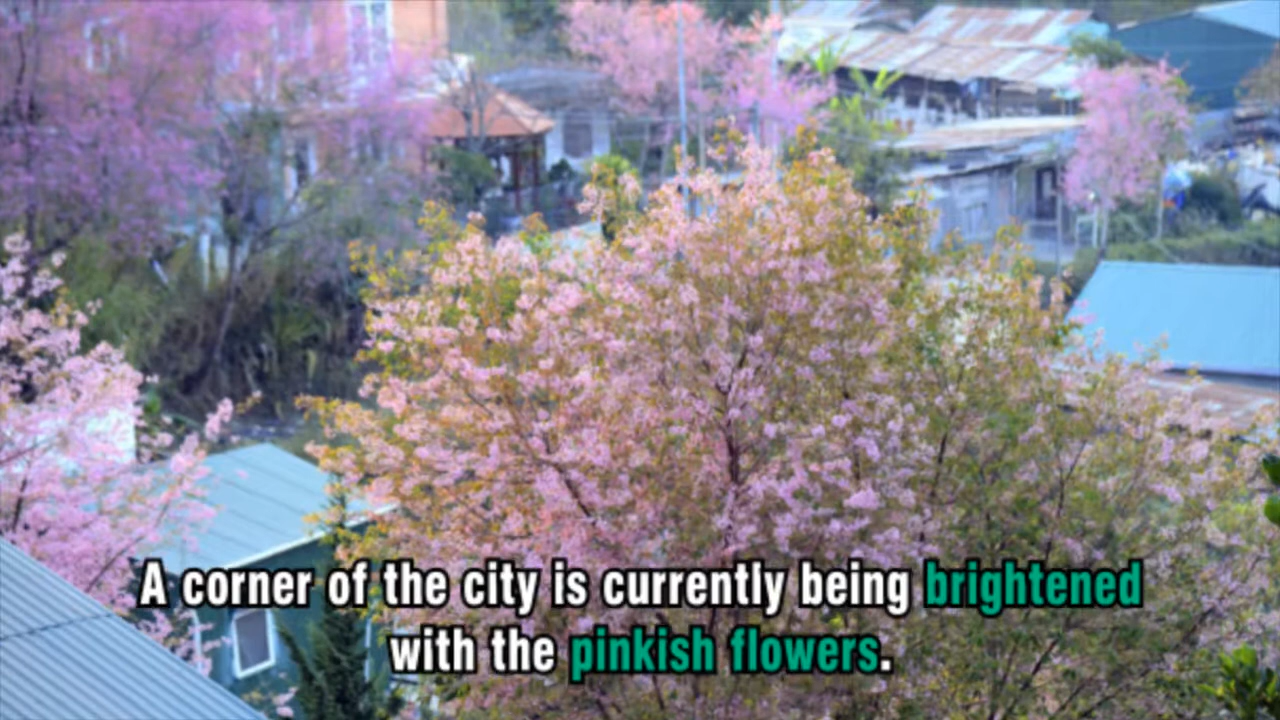 A corner of the city is currently being brightened
with the pinkish flowers.